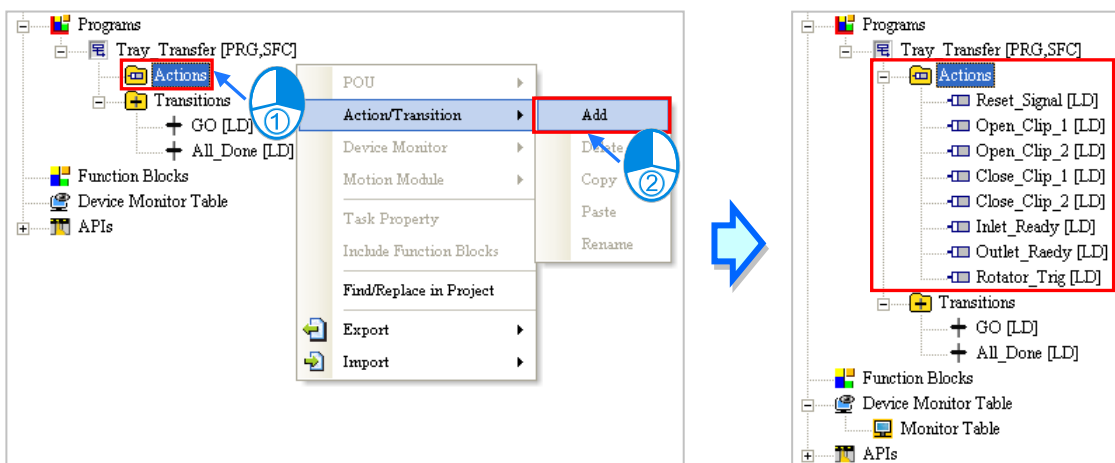 Programs
Tray_Transfer [PRG,SFC]
Actions
Transitions
GO [LD]
All_Done [LD]
Function Blocks
Device Monitor Table
APIs
①
POU
Action/Transition
Device Monitor
Motion Module
Task Property
Include Function Blocks
Find/Replace in Project
Export
Import
Add
Delete
Copy
Paste
Rename
②
Programs
Tray_Transfer [PRG,SFC]
Actions
Reset_Signal [LD]
Open_Clip_1 [LD]
Open_Clip_2 [LD]
Close_Clip_1 [LD]
Close_Clip_2 [LD]
Inlet_Ready [LD]
Outlet_Raedy [LD]
Rotator_Trig [LD]
Transitions
GO [LD]
All_Done [LD]
Function Blocks
Device Monitor Table
Monitor Table
APIs